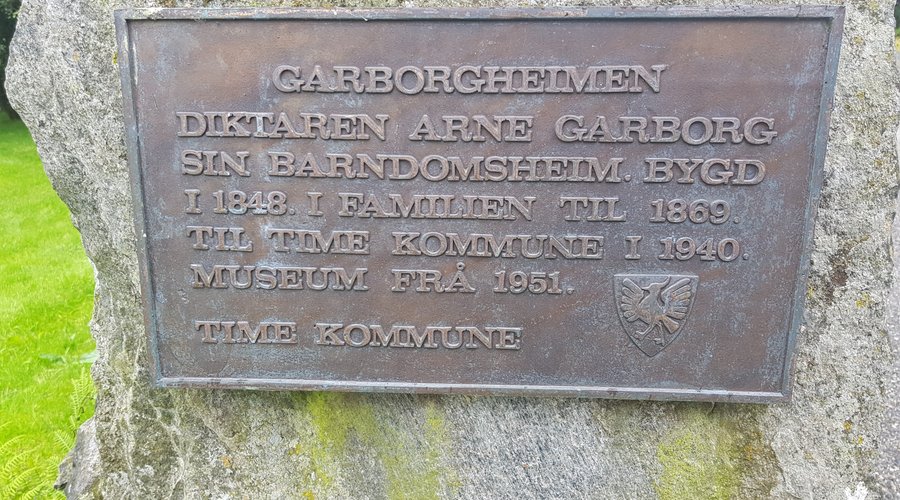 GARBORGHEIMEN
DIKTAREN ARNE GARBORG
SIN BARNDOMSHEIM. BYGD
I 1848. I FAMILIEN TIL 1869.
TIL TIME KOMMUNE I 1940.
MUSEUM FRÅ 1951.
TIME KOMMUNE